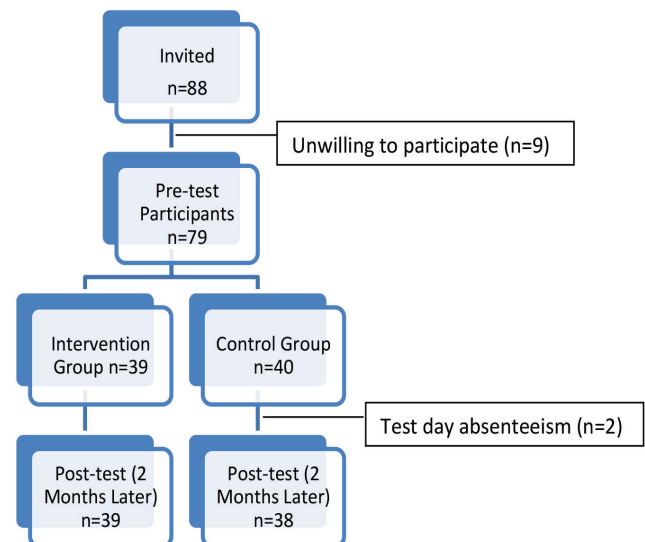 Invited
n=88
Unwilling to participate (n=9)
Pre-test
Participants
n=79
Intervention
Group n=39
Control Group
n=40
Test day absenteeism (n=2)
Post-test (2
Months Later)
n=39
Post-test (2
Months Later)
n=38